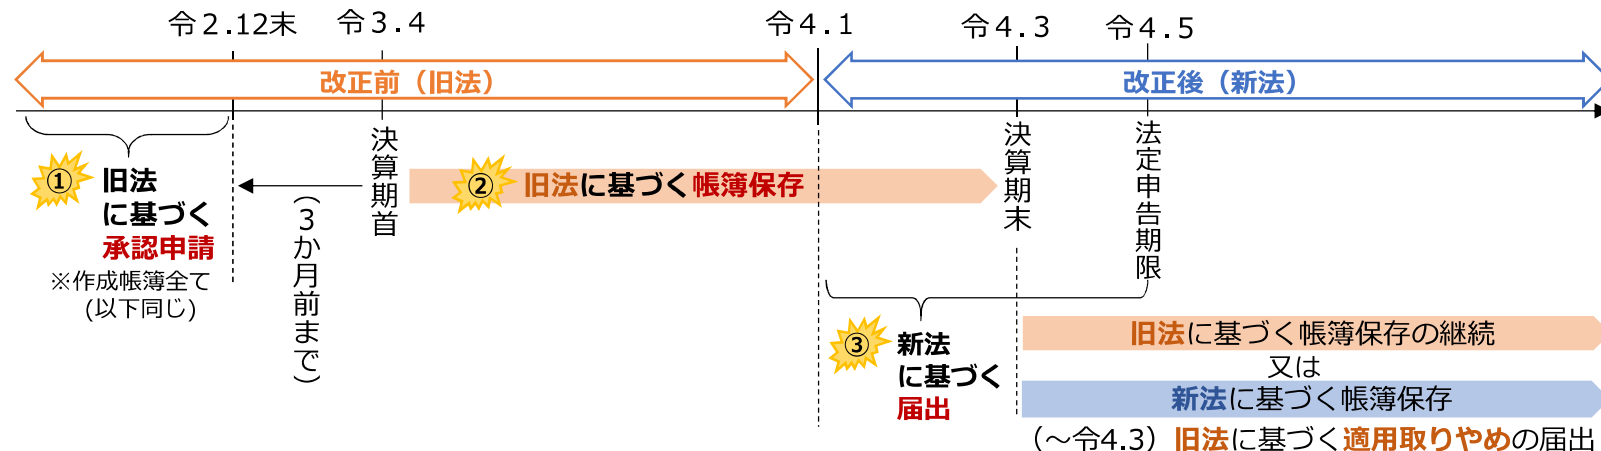 令２.12末
令３.４
令４.１
令４.３
令４.５
改正前（旧法）
改正後（新法）
①
旧法
に基づく
承認申請
※作成帳簿全て
(以下同じ)
（３か月前まで）
決算期首
②
旧法に基づく帳簿保存
決算期末
法定申告期限
③
新法
に基づく
届出
旧法に基づく帳簿保存の継続
又は
新法に基づく帳簿保存
（～令4.3）旧法に基づく適用取りやめの届出